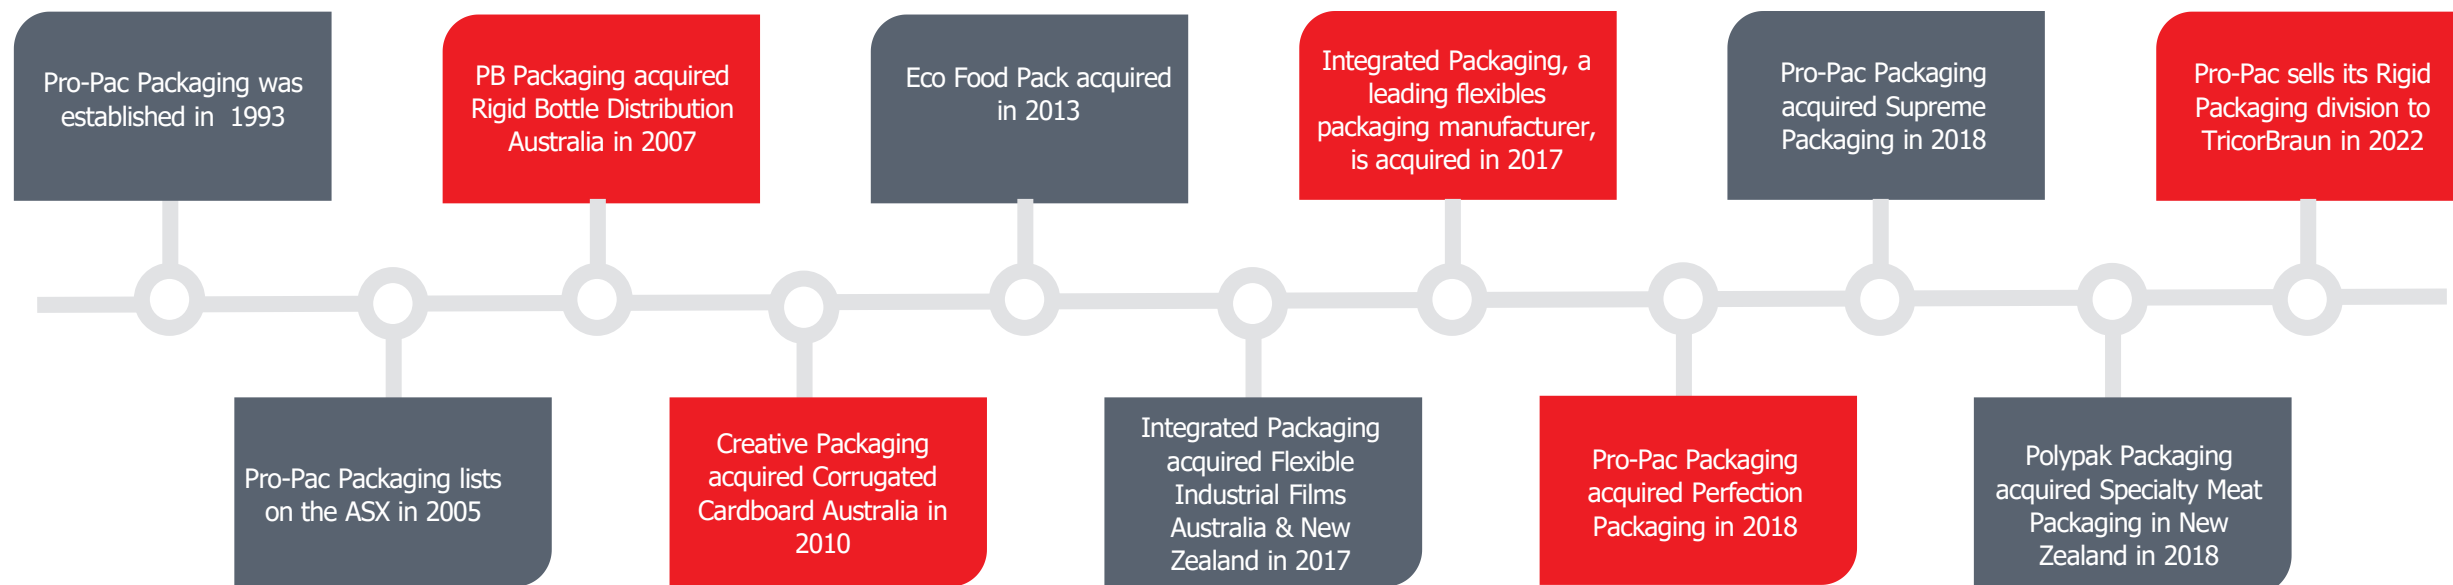 Pro-Pac Packaging was
established in 1993
Pro-Pac Packaging lists
on the ASX in 2005
PB Packaging acquired
Rigid Bottle Distribution
Australia in 2007
Creative Packaging
acquired Corrugated
Cardboard Australia in
2010
Eco Food Pack acquired
in 2013
Integrated Packaging
acquired Flexible
Industrial Films
Australia & New
Zealand in 2017
Integrated Packaging, a
leading flexibles
packaging manufacturer,
is acquired in 2017
Pro-Pac Packaging
acquired Perfection
Packaging in 2018
Pro-Pac Packaging
acquired Supreme
Packaging in 2018
Polypak Packaging
acquired Specialty Meat
Packaging in New
Zealand in 2018
Pro-Pac sells its Rigid
Packaging division to
TricorBraun in 2022